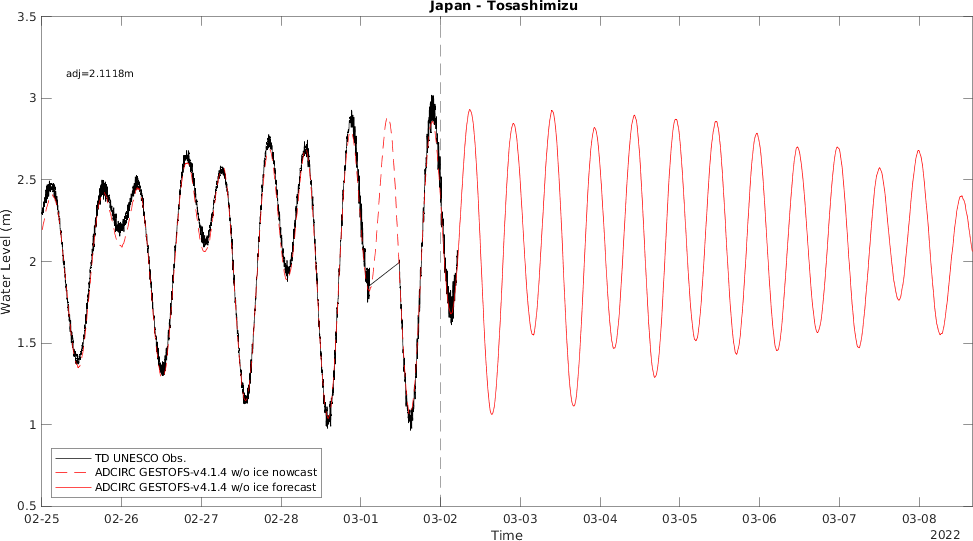 Japan - Tosashimizu
adj=2.1118m
3.5
3
2.5
2
1.5
1
0.5
Water Level (m)
TD UNESCO Obs.
ADCIRC GESTOFS-v4.1.4 w/o ice nowcast
ADCIRC GESTOFS-v4.1.4 w/o ice forecast
02-25 02-26 02-27 02-28 03-01 03-02 03-03 03-04 03-05 03-06 03-07 03-08
Time
2022